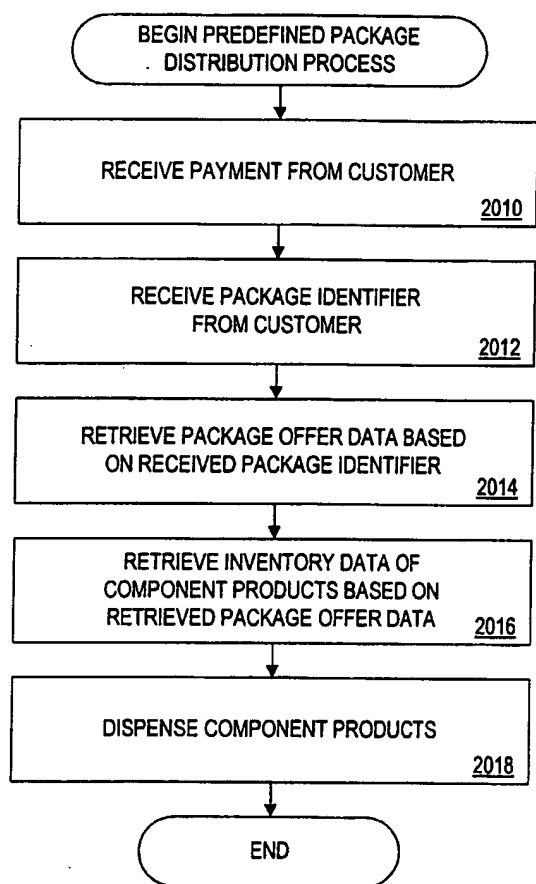 BEGIN PREDEFINED PACKAGE
DISTRIBUTION PROCESS
RECEIVE PAYMENT FROM CUSTOMER
2010
RECEIVE PACKAGE IDENTIFIER
FROM CUSTOMER
2012
RETRIEVE PACKAGE OFFER DATA BASED
ON RECEIVED PACKAGE IDENTIFIER
2014
RETRIEVE INVENTORY DATA OF
COMPONENT PRODUCTS BASED ON
RETRIEVED PACKAGE OFFER DATA
2016
DISPENSE COMPONENT PRODUCTS
2018
END